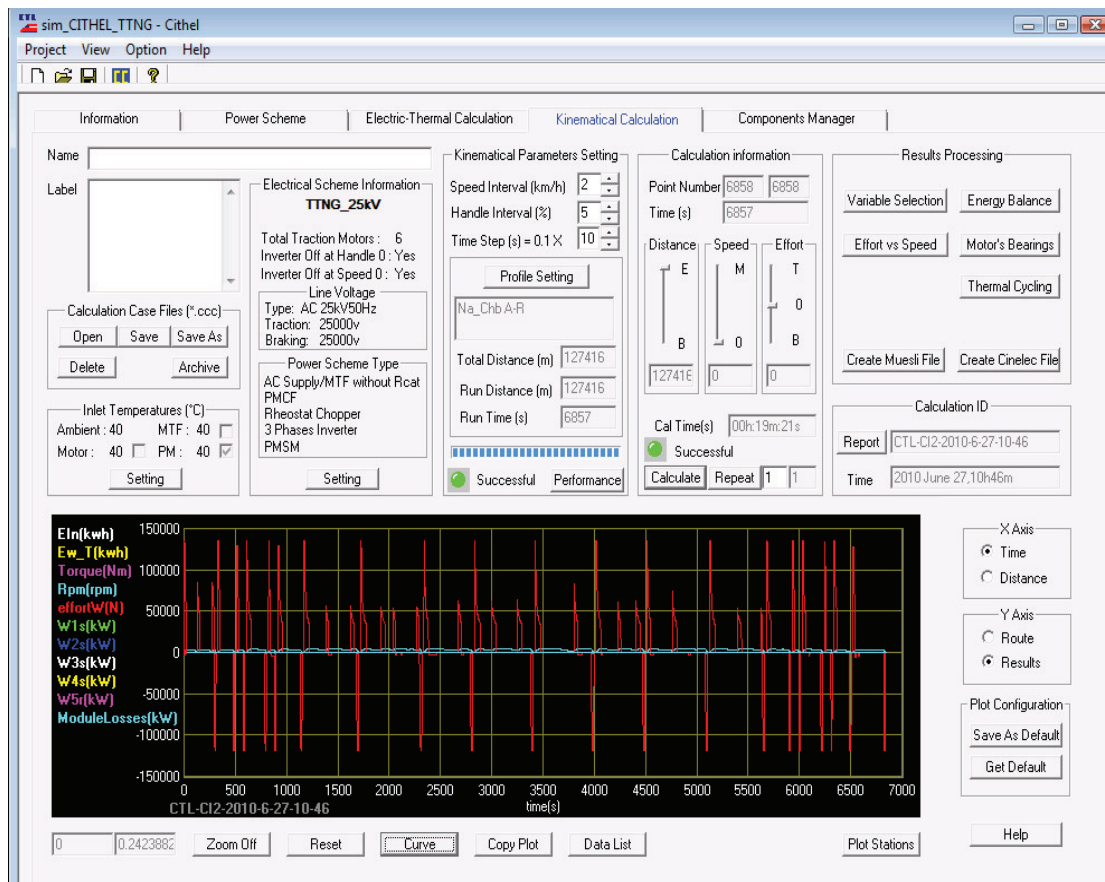 CTL
sim_CITHEL_TTNG - Cithel
Project View Option Help
Information Power Scheme Electric-Thermal Calculation Kinematical Calculation Components Manager
Name
Label
Electrical Scheme Information
TTNG_25kV
Total Traction Motors : 6
Inverter Off at Handle 0 : Yes
Inverter Off at Speed 0 : Yes
Line Voltage
Type: AC 25kV50Hz
Traction: 25000v
Braking: 25000v
Power Scheme Type
AC Supply/MTF without Rcat
PMCF
Rheostat Chopper
3 Phases Inverter
PMSM
Setting
Calculation Case Files (*.ccc)
Open Save Save As
Delete Archive
Inlet Temperatures (°C)
Ambient : 40 MTF : 40
Motor : 40 PM : 40
Setting
Kinematical Parameters Setting
Speed Interval (km/h) 2
Handle Interval (%) 5
Time Step (s) = 0.1 X 10
Profile Setting
Na_Chb A-R
Total Distance (m) 127416
Run Distance (m) 127416
Run Time (s) 6857
Successful Performance
Calculation information
Point Number 6858 6858
Time (s) 6857
Distance Speed Effort
E M T
0
B 0 B
127416 0 0
Cal Time(s) 00h:19m:21s
Successful
Calculate Repeat 1 1
Results Processing
Variable Selection Energy Balance
Effort vs Speed Motor's Bearings
Thermal Cycling
Create Muesli File Create Cinelec File
Calculation ID
Report CTL-CI2-2010-6-27-10-46
Time 2010 June 27,10h46m
EIn(kwh)
Ew_T(kwh)
Torque(Nm)
Rpm(rpm)
effortW(N)
W1s(kW)
W2s(kW)
W3s(kW)
W4s(kW)
W5r(kW)
ModuleLosses(kW)
150000
100000
50000
0
-50000
-100000
-150000
0 500 1000 1500 2000 2500 3000 3500 4000 4500 5000 5500 6000 6500 7000
CTL-CI2-2010-6-27-10-46 time(s)
X Axis
Time
Distance
Y Axis
Route
Results
Plot Configuration
Save As Default
Get Default
Help
0 0.2423882 Zoom Off Reset Curve Copy Plot Data List Plot Stations